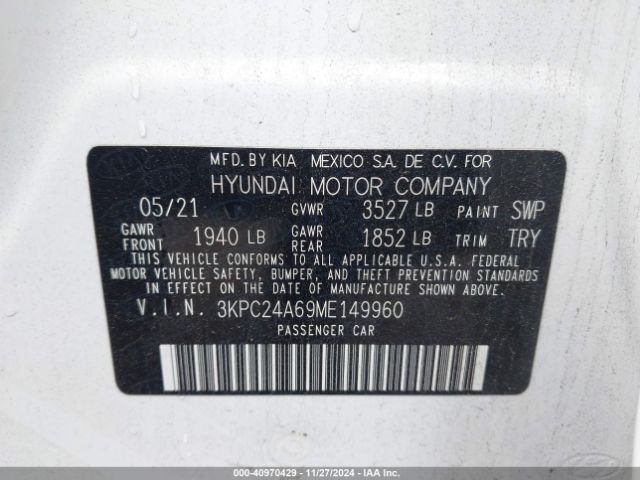 MFD. BY KIA MEXICO S.A. DE C.V. FOR
HYUNDAI MOTOR COMPANY
05/21 GVWR 3527 LB PAINT SWP
GAWR FRONT 1940 LB GAWR REAR 1852 LB TRIM TRY
THIS VEHICLE CONFORMS TO ALL APPLICABLE U.S.A. FEDERAL
MOTOR VEHICLE SAFETY, BUMPER, AND THEFT PREVENTION STANDARDS
IN EFFECT ON THE DATE OF MANUFACTURE SHOWN ABOVE.
V.I.N. 3KPC24A69ME149960
PASSENGER CAR
000-40970429 - 11/27/2024 - IAA Inc.